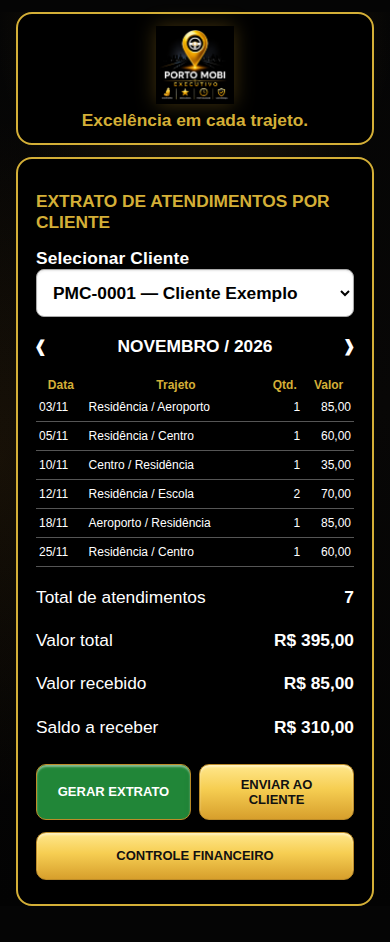 PORTO MOBI
EXECUTIVO
Excelência em cada trajeto.
EXTRATO DE ATENDIMENTOS POR
CLIENTE
Selecionar Cliente
PMC-0001 — Cliente Exemplo
❰ NOVEMBRO / 2026 ❱
Data Trajeto Qtd. Valor
03/11 Residência / Aeroporto 1 85,00
05/11 Residência / Centro 1 60,00
10/11 Centro / Residência 1 35,00
12/11 Residência / Escola 2 70,00
18/11 Aeroporto / Residência 1 85,00
25/11 Residência / Centro 1 60,00
Total de atendimentos 7
Valor total R$ 395,00
Valor recebido R$ 85,00
Saldo a receber R$ 310,00
GERAR EXTRATO
ENVIAR AO
CLIENTE
CONTROLE FINANCEIRO